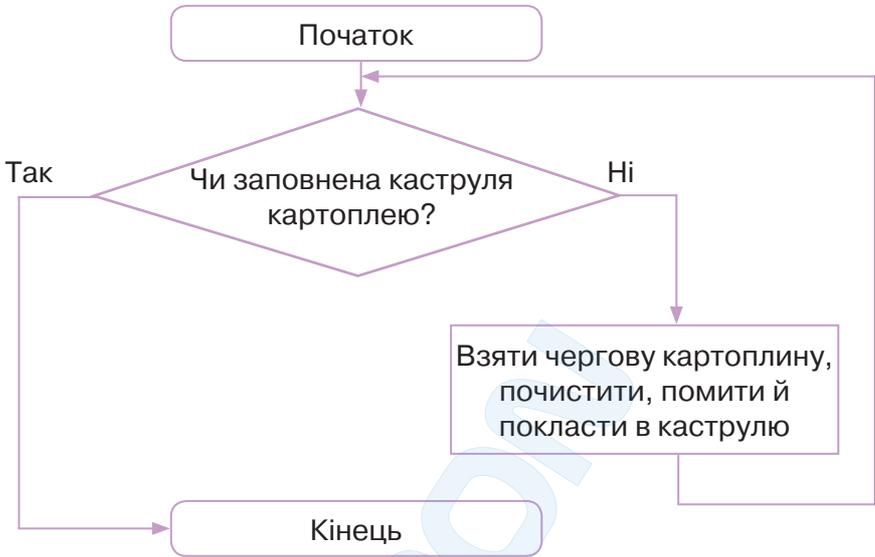 Початок
Так
Чи заповнена каструля
картоплею?
Ні
Взяти чергову картоплину,
почистити, помити й
покласти в каструлю
Кінець